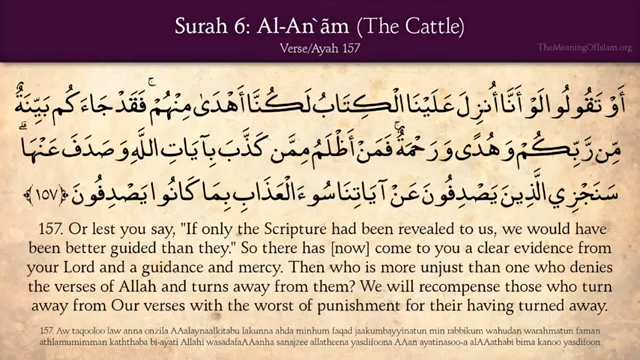 Surah 6: Al-An`ãm (The Cattle)
Verse/Ayah 157
TheMeaningOfIslam.org
أَوْ تَقُولُوا لَوْ أَنَّا أُنزِلَ عَلَيْنَا الْكِتَابُ لَكُنَّا أَهْدَىٰ مِنْهُمْ ۚ فَقَدْ جَاءَكُم بَيِّنَةٌ
مِّن رَّبِّكُمْ وَهُدًى وَرَحْمَةٌ ۚ فَمَنْ أَظْلَمُ مِمَّن كَذَّبَ بِآيَاتِ اللَّهِ وَصَدَفَ عَنْهَا ۗ
سَنَجْزِي الَّذِينَ يَصْدِفُونَ عَنْ آيَاتِنَا سُوءَ الْعَذَابِ بِمَا كَانُوا يَصْدِفُونَ ﴿١٥٧﴾
157. Or lest you say, "If only the Scripture had been revealed to us, we would have
been better guided than they." So there has [now] come to you a clear evidence from
your Lord and a guidance and mercy. Then who is more unjust than one who denies
the verses of Allah and turns away from them? We will recompense those who turn
away from Our verses with the worst of punishment for their having turned away.
157. Aw taqooloo law anna onzila AAalaynaalkitabu lakunna ahda minhum faqad jaakumbayyinatun min rabbikum wahudan warahmatun faman
athlamumimman kaththaba bi-ayati Allahi wasadafaAAanha sanajzee allatheena yasdifoona AAan ayatinasoo-a alAAathabi bima kanoo yasdifoon